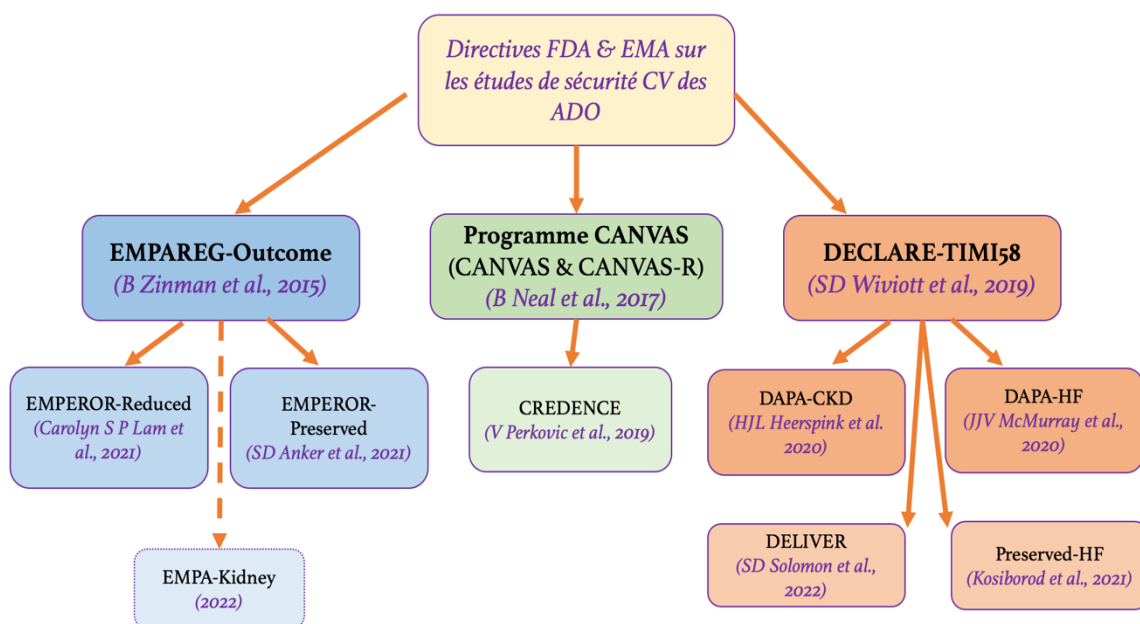 Directives FDA & EMA sur
les études de sécurité CV des
ADO
EMPAREG-Outcome
(B Zinman et al., 2015)
Programme CANVAS
(CANVAS & CANVAS-R)
(B Neal et al., 2017)
DECLARE-TIMI58
(SD Wiviott et al., 2019)
EMPEROR-Reduced
(Carolyn S P Lam et
al., 2021)
EMPEROR-
Preserved
(SD Anker et al., 2021)
CREDENCE
(V Perkovic et al., 2019)
DAPA-CKD
(HJL Heerspink et al.
2020)
DAPA-HF
(JJV McMurray et al.,
2020)
EMPA-Kidney
(2022)
DELIVER
(SD Solomon et al.,
2022)
Preserved-HF
(Kosiborod et al., 2021)